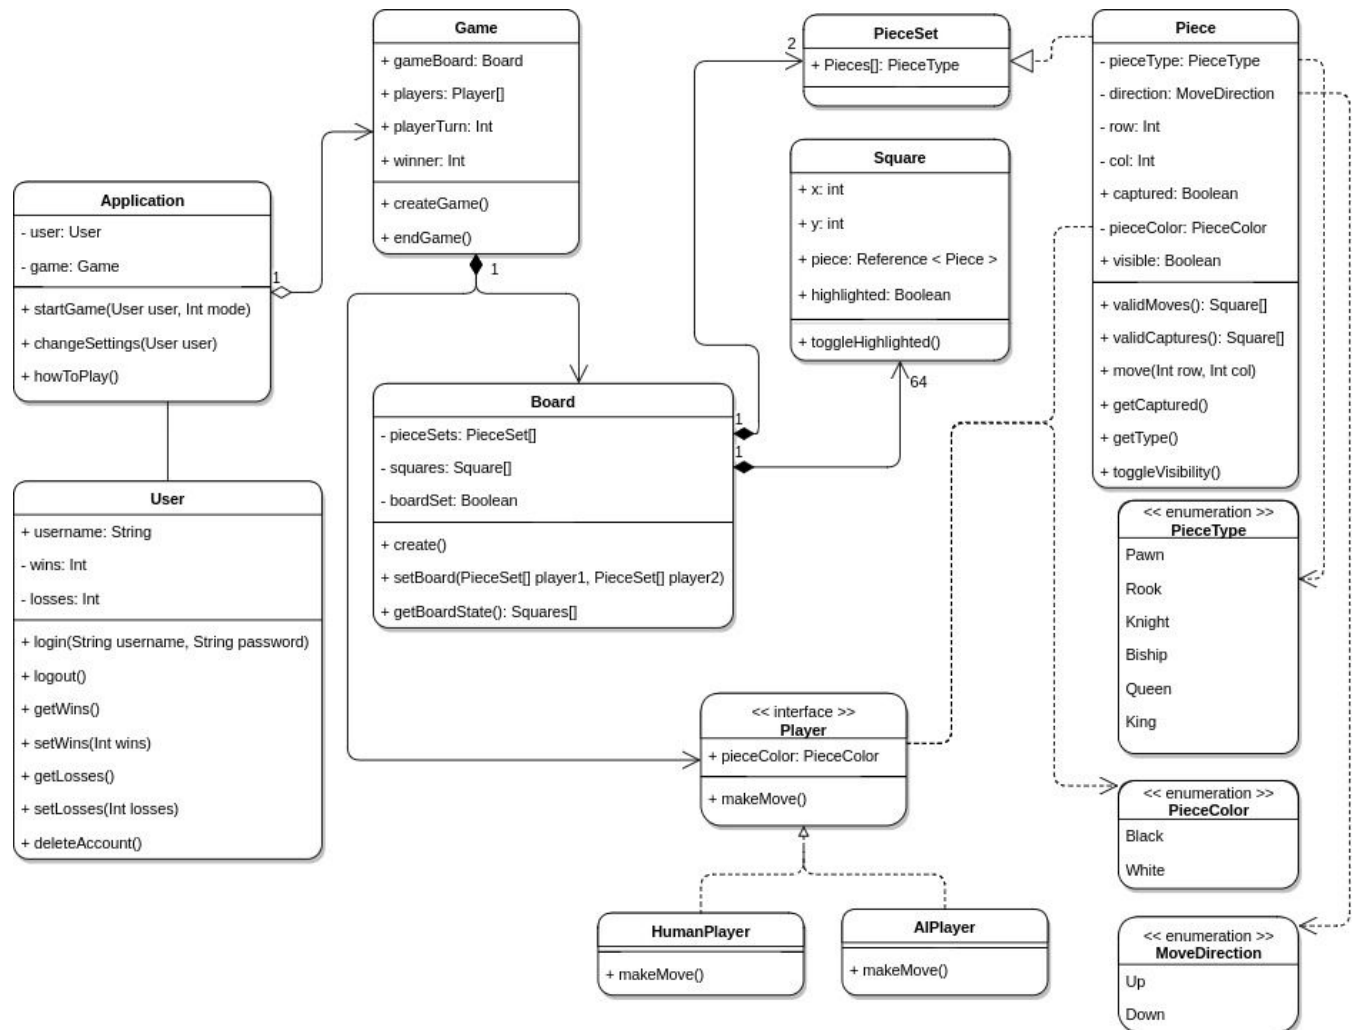 Game
+ gameBoard: Board
+ players: Player[]
+ playerTurn: Int
+ winner: Int
+ createGame()
+ endGame()
1
PieceSet
+ Pieces[]: PieceType
2
Piece
- pieceType: PieceType
- direction: MoveDirection
- row: Int
- col: Int
+ captured: Boolean
- pieceColor: PieceColor
+ visible: Boolean
+ validMoves(): Square[]
+ validCaptures(): Square[]
+ move(Int row, Int col)
+ getCaptured()
+ getType()
+ toggleVisibility()
Square
+ x: int
+ y: int
+ piece: Reference < Piece >
+ highlighted: Boolean
+ toggleHighlighted()
64
Application
- user: User
- game: Game
+ startGame(User user, Int mode)
+ changeSettings(User user)
+ howToPlay()
1
Board
- pieceSets: PieceSet[]
- squares: Square[]
- boardSet: Boolean
+ create()
+ setBoard(PieceSet[] player1, PieceSet[] player2)
+ getBoardState(): Squares[]
1
1
User
+ username: String
- wins: Int
- losses: Int
+ login(String username, String password)
+ logout()
+ getWins()
+ setWins(Int wins)
+ getLosses()
+ setLosses(Int losses)
+ deleteAccount()
<< enumeration >>
PieceType
Pawn
Rook
Knight
Biship
Queen
King
<< interface >>
Player
+ pieceColor: PieceColor
+ makeMove()
<< enumeration >>
PieceColor
Black
White
HumanPlayer
+ makeMove()
AIPlayer
+ makeMove()
<< enumeration >>
MoveDirection
Up
Down